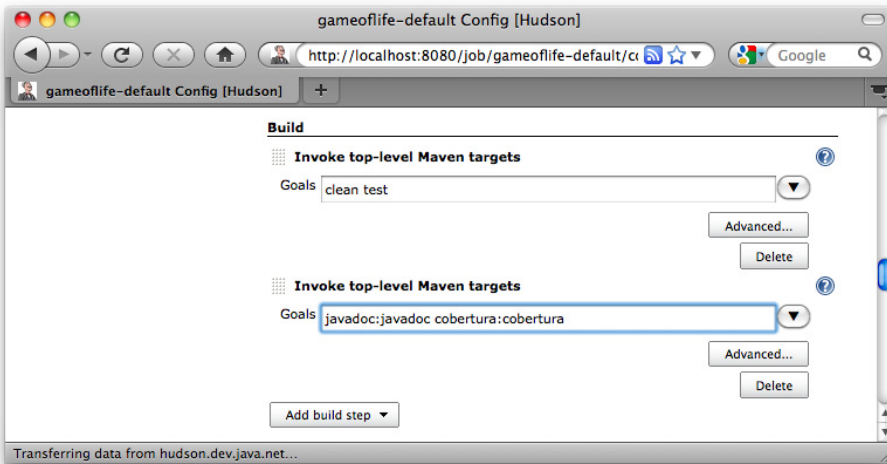 gameoflife-default Config [Hudson]
http://localhost:8080/job/gameoflife-default/co
Google
gameoflife-default Config [Hudson]
+
Build
Invoke top-level Maven targets
?
Goals clean test
Advanced...
Delete
Invoke top-level Maven targets
?
Goals javadoc:javadoc cobertura:cobertura
Advanced...
Delete
Add build step
Transferring data from hudson.dev.java.net...